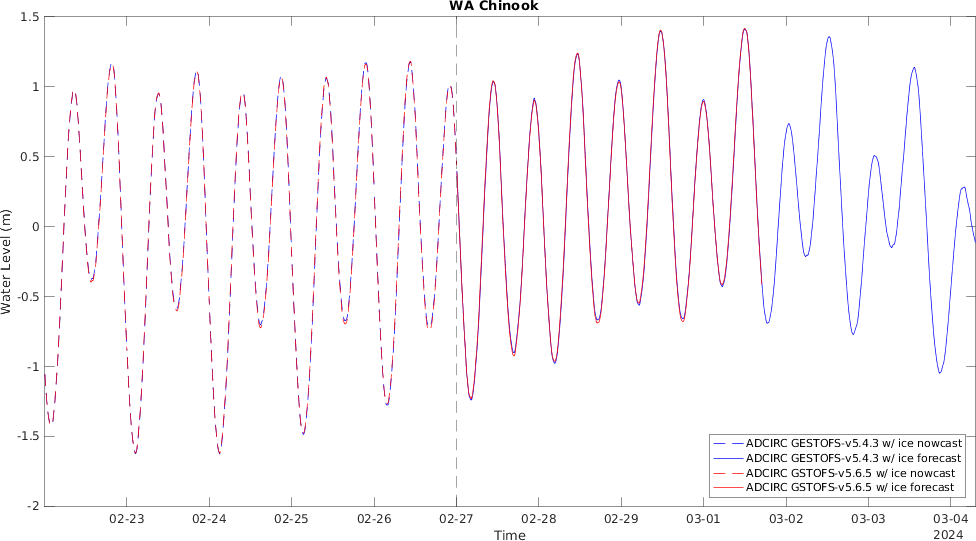 WA Chinook
1.5
1
0.5
0
-0.5
-1
-1.5
-2
Water Level (m)
02-23 02-24 02-25 02-26 02-27 02-28 02-29 03-01 03-02 03-03 03-04
2024
Time
ADCIRC GESTOFS-v5.4.3 w/ ice nowcast
ADCIRC GESTOFS-v5.4.3 w/ ice forecast
ADCIRC GSTOFS-v5.6.5 w/ ice nowcast
ADCIRC GSTOFS-v5.6.5 w/ ice forecast